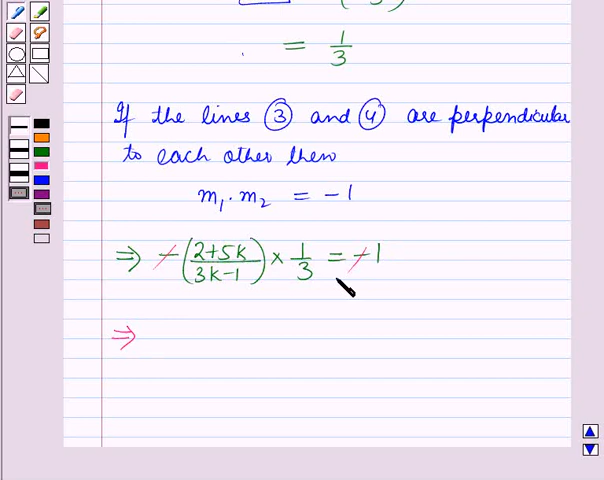 = 1/3
If the lines ③ and ④ are perpendicular
to each other then
m₁ . m₂ = -1
⇒ -(2+5k/3k-1) × 1/3 = -1
⇒